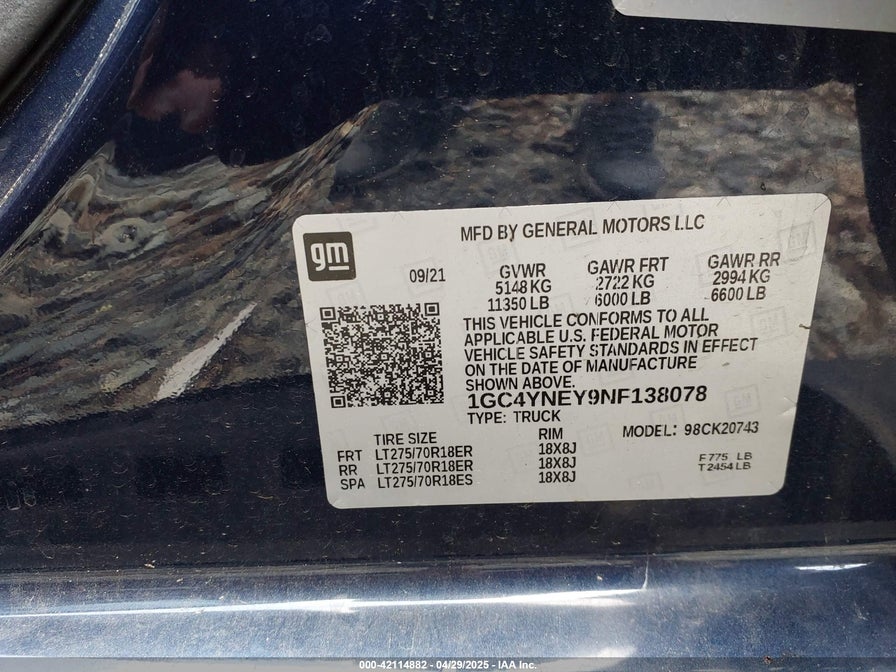 gm
MFD BY GENERAL MOTORS LLC
09/21
GVWR GAWR FRT GAWR RR
5148 KG 2722 KG 2994 KG
11350 LB 6000 LB 6600 LB
THIS VEHICLE CONFORMS TO ALL
APPLICABLE U.S. FEDERAL MOTOR
VEHICLE SAFETY STANDARDS IN EFFECT
ON THE DATE OF MANUFACTURE
SHOWN ABOVE.
1GC4YNEY9NF138078
TYPE: TRUCK
MODEL: 98CK20743
TIRE SIZE RIM
FRT LT275/70R18ER 18X8J
RR LT275/70R18ER 18X8J
SPA LT275/70R18ES 18X8J
F 775 LB
T 2454 LB
000-42114882 - 04/29/2025 - IAA Inc.